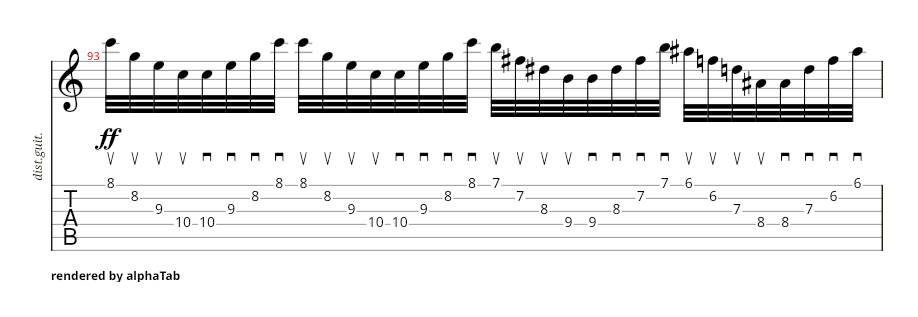 93
ff
dist.guit.
8 8 8 8 7 7 6 6
8 8 8 8 7 7 6 6
T 9 9 9 9 8 8 7 7
A 10 10 10 10 9 9 8 8
B
rendered by alphaTab